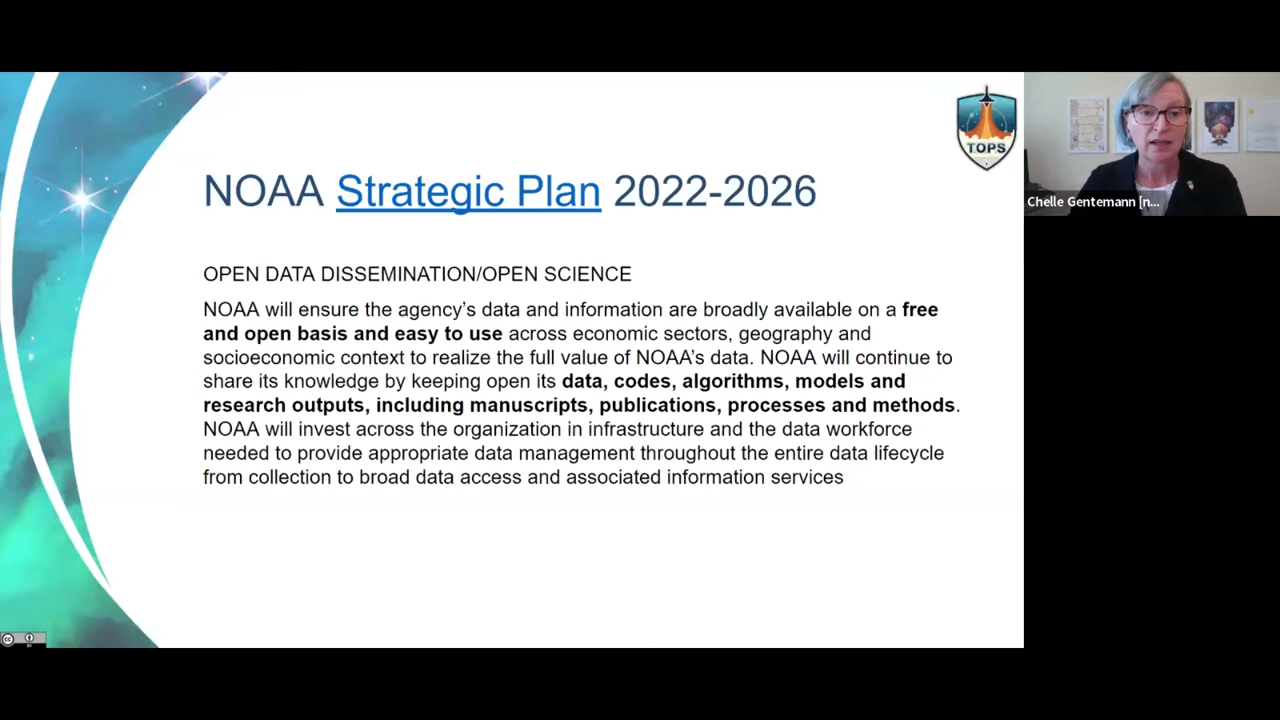 TOPS
NOAA Strategic Plan 2022-2026
Chelle Gentemann [n...
OPEN DATA DISSEMINATION/OPEN SCIENCE
NOAA will ensure the agency’s data and information are broadly available on a free
and open basis and easy to use across economic sectors, geography and
socioeconomic context to realize the full value of NOAA’s data. NOAA will continue to
share its knowledge by keeping open its data, codes, algorithms, models and
research outputs, including manuscripts, publications, processes and methods.
NOAA will invest across the organization in infrastructure and the data workforce
needed to provide appropriate data management throughout the entire data lifecycle
from collection to broad data access and associated information services
cc